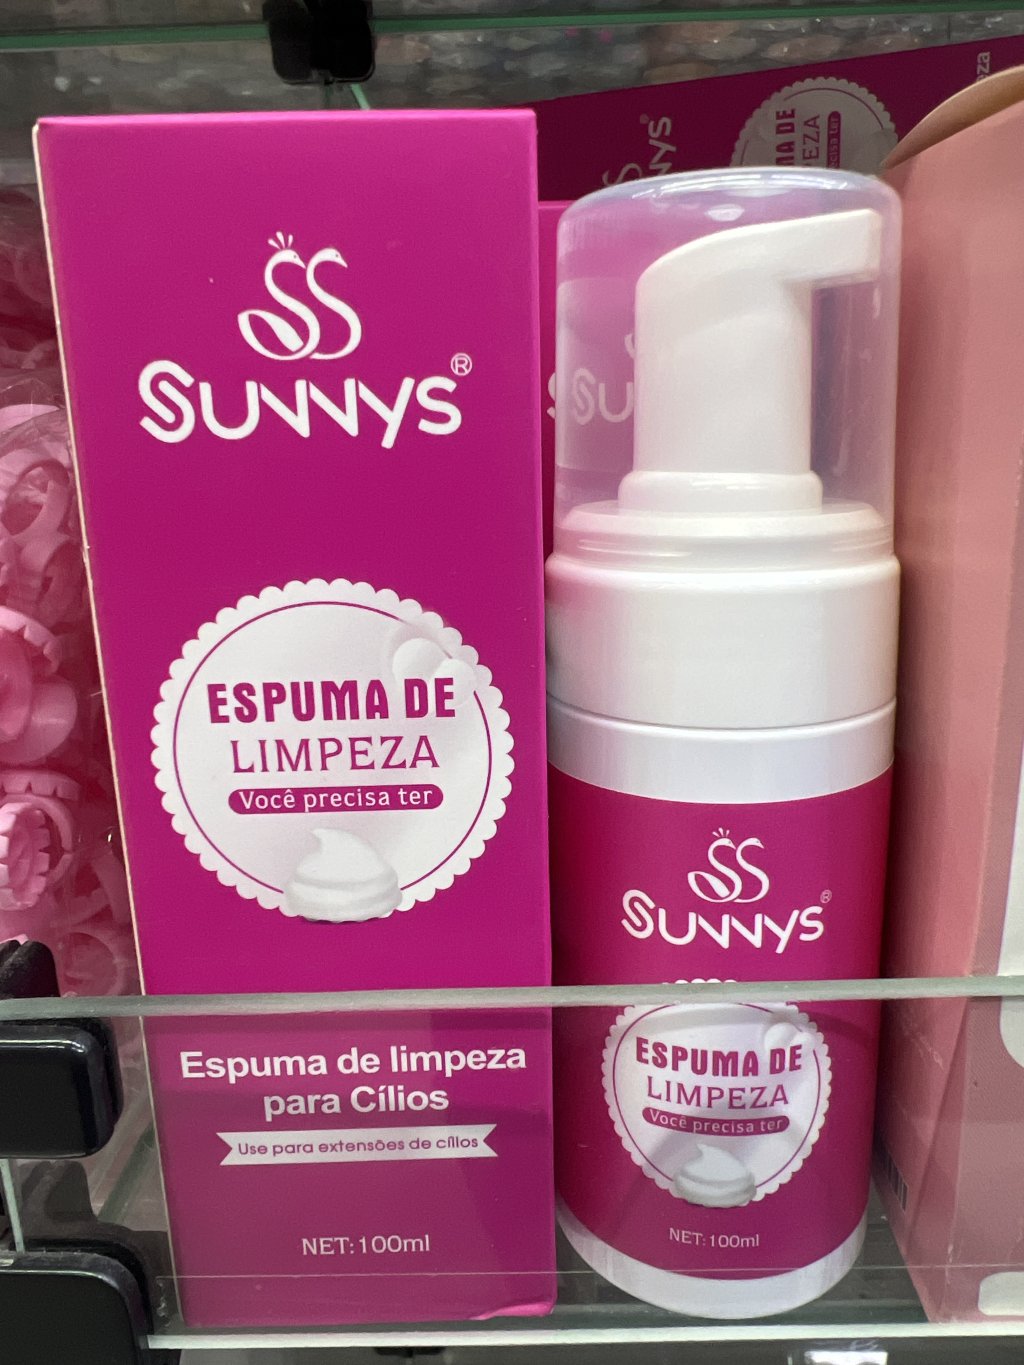 SUNNYS®
ESPUMA DE
LIMPEZA
Você precisa ter
Espuma de limpeza
para Cílios
Use para extensões de cílios
NET: 100ml
SUNNYS®
ESPUMA DE
LIMPEZA
Você precisa ter
NET: 100ml